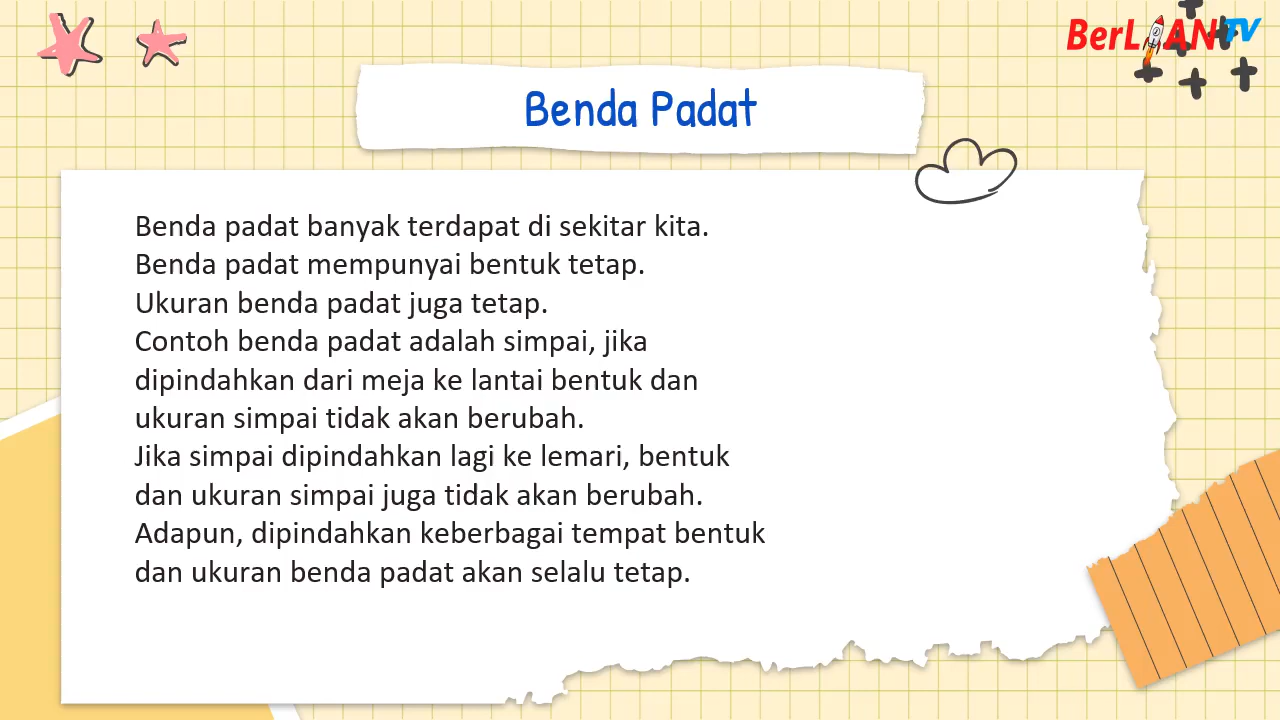 BerLIAN TV
Benda Padat
Benda padat banyak terdapat di sekitar kita.
Benda padat mempunyai bentuk tetap.
Ukuran benda padat juga tetap.
Contoh benda padat adalah simpai, jika
dipindahkan dari meja ke lantai bentuk dan
ukuran simpai tidak akan berubah.
Jika simpai dipindahkan lagi ke lemari, bentuk
dan ukuran simpai juga tidak akan berubah.
Adapun, dipindahkan keberbagai tempat bentuk
dan ukuran benda padat akan selalu tetap.